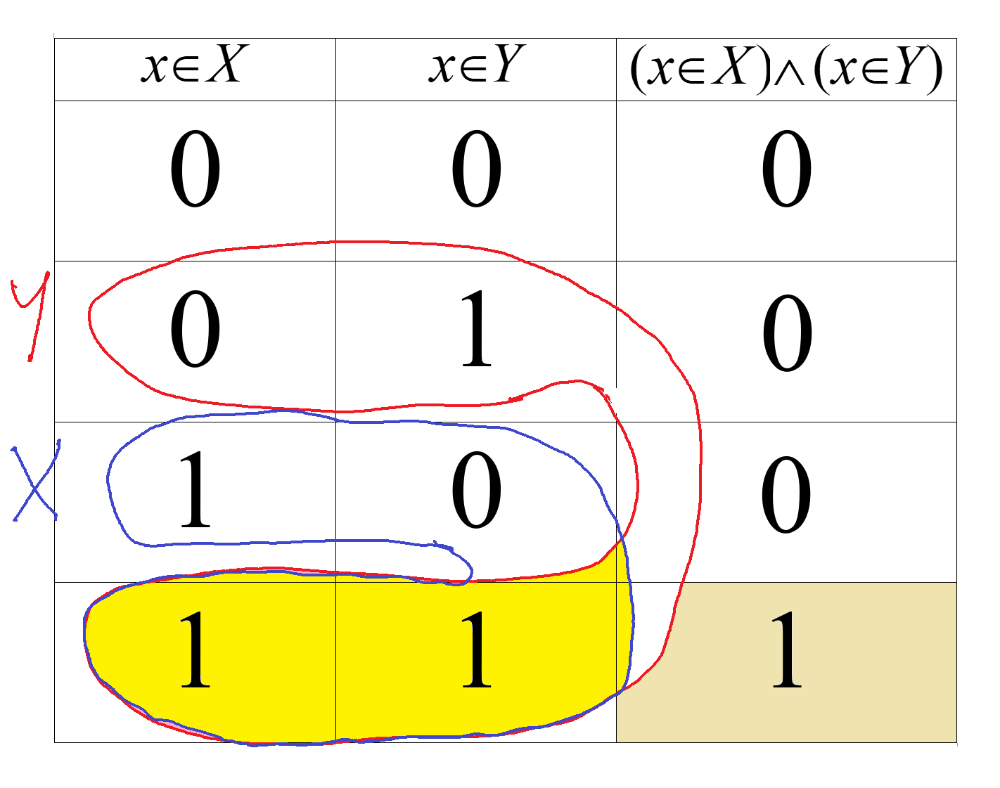 x∈X x∈Y (x∈X)∧(x∈Y)
0 0 0
Y 0 1 0
X 1 0 0
1 1 1